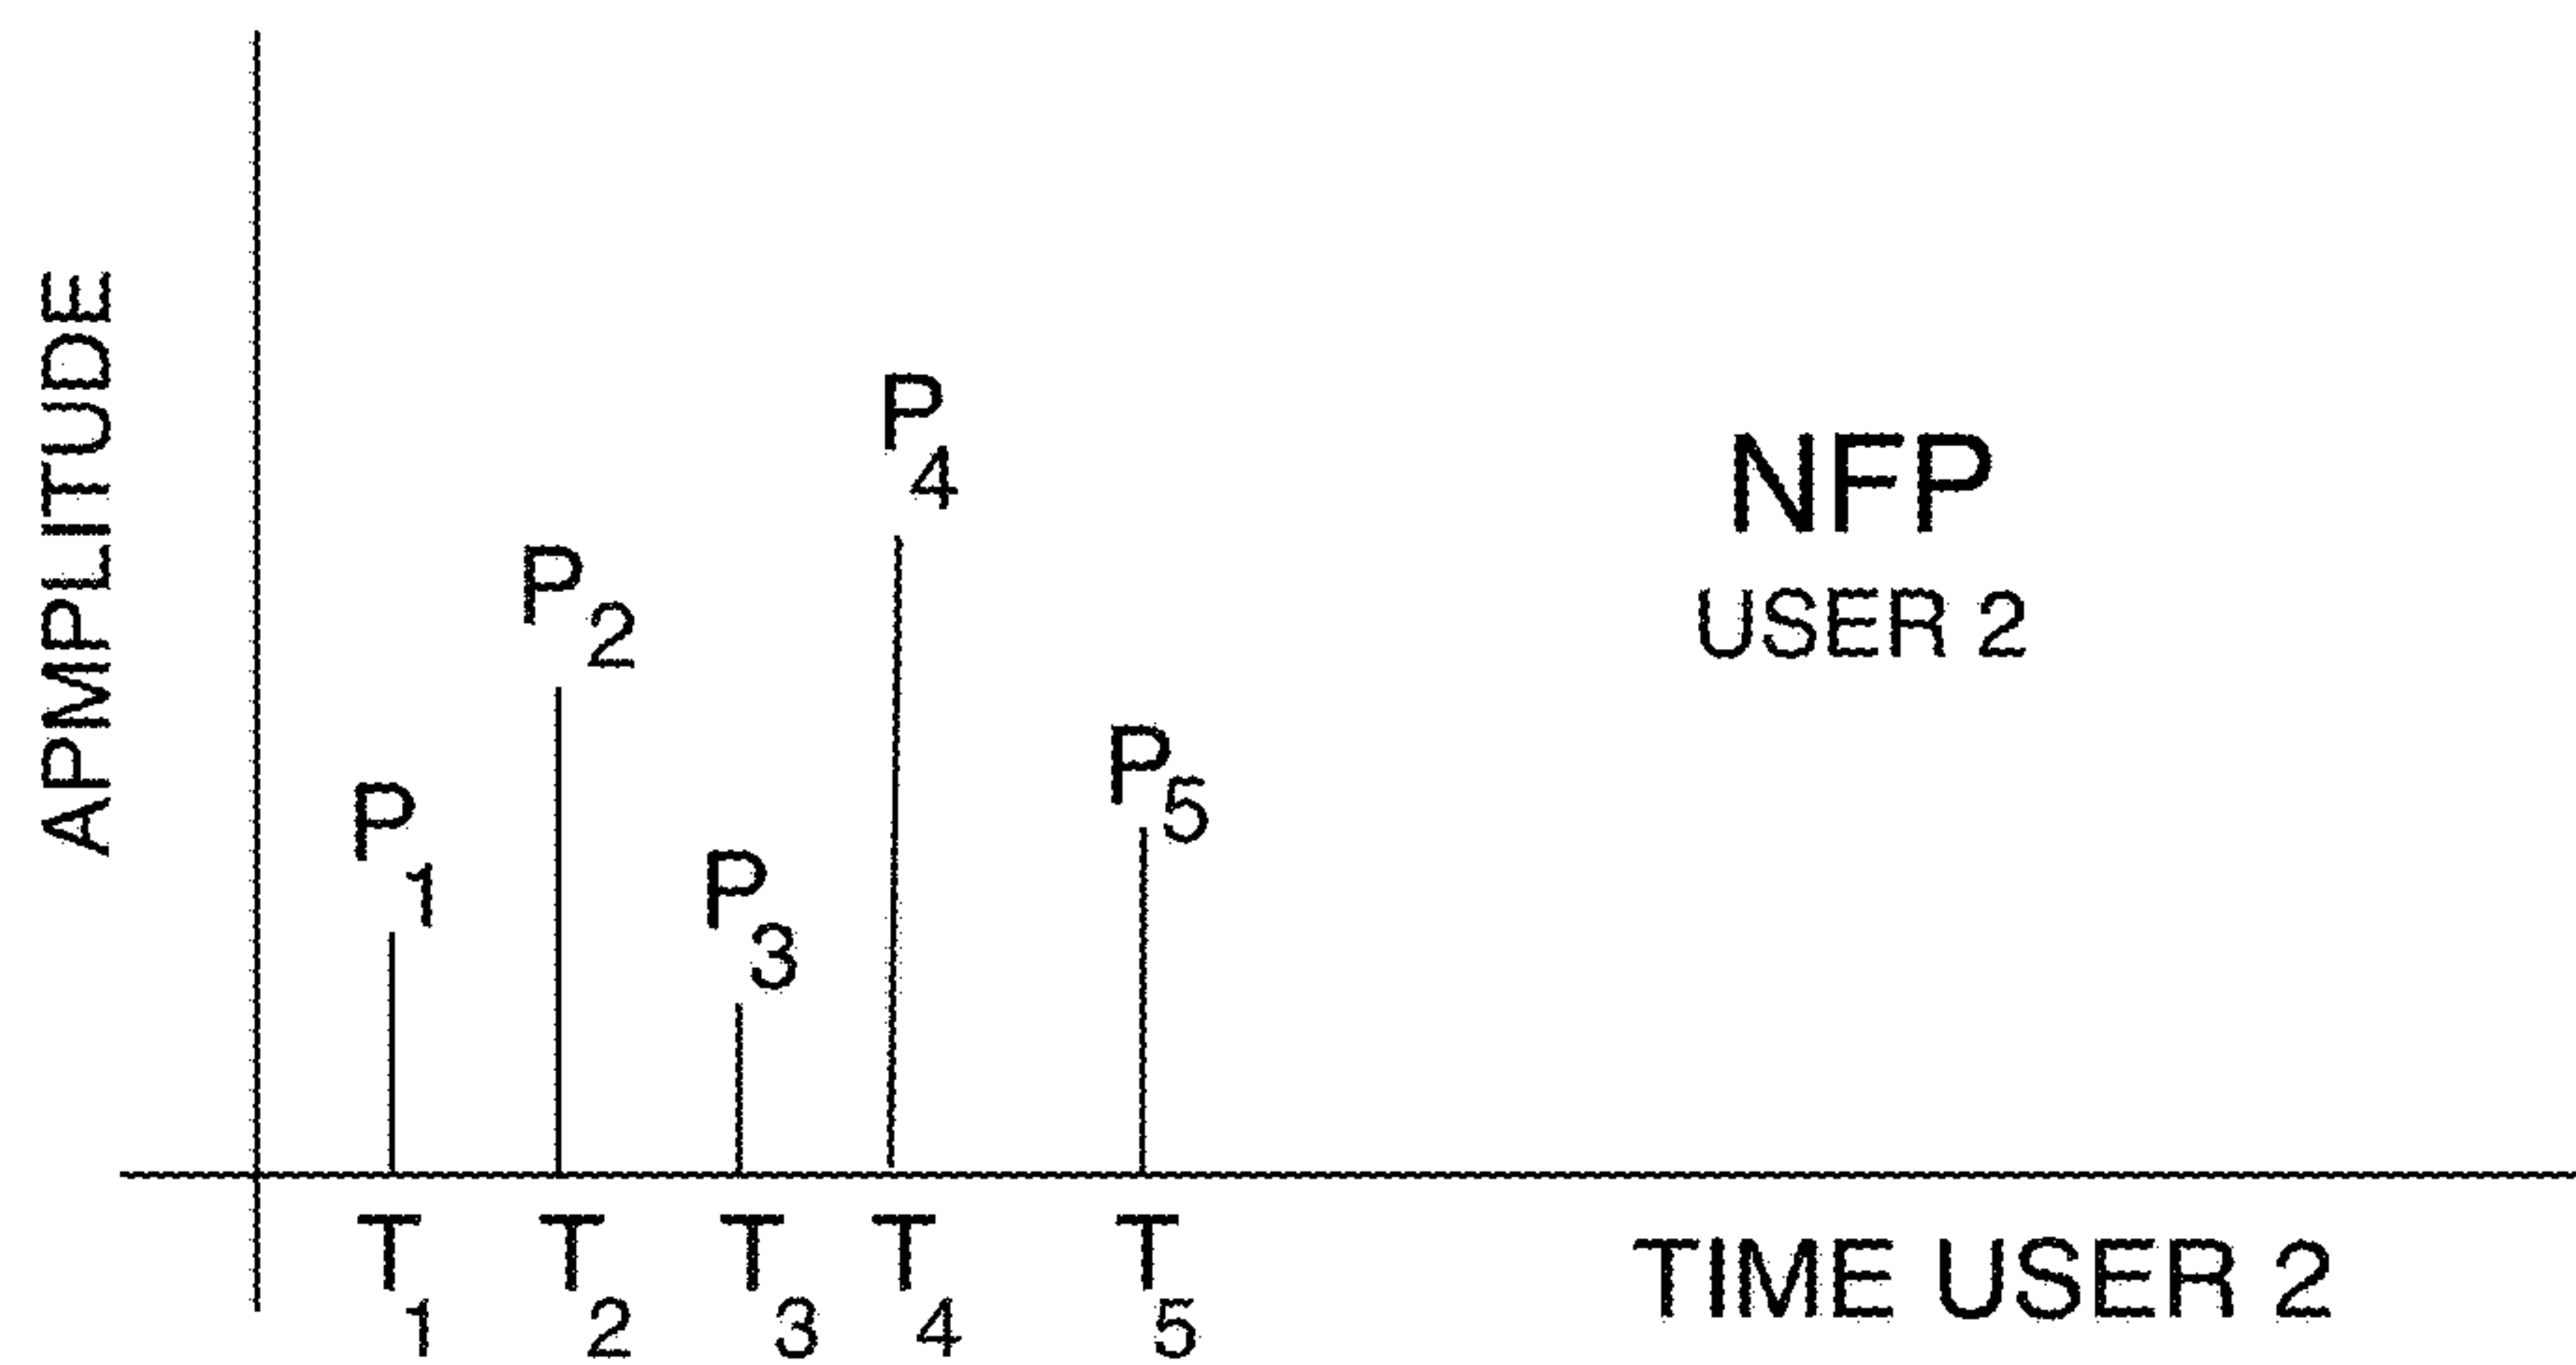 APMPLITUDE
P1
P2
P3
P4
P5
NFP
USER 2
T1 T2 T3 T4 T5
TIME USER 2